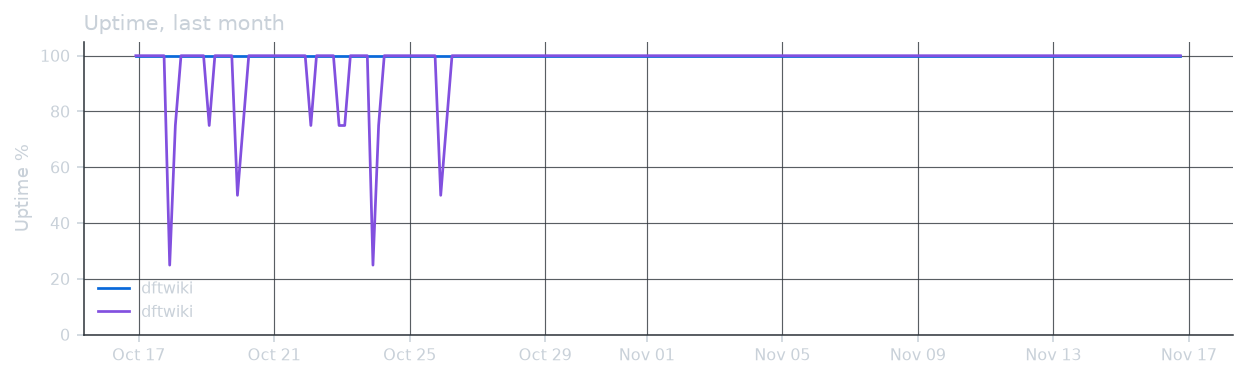 Uptime, last month
Uptime %
100
80
60
40
20
0
dftwiki
dftwiki
Oct 17 Oct 21 Oct 25 Oct 29 Nov 01 Nov 05 Nov 09 Nov 13 Nov 17